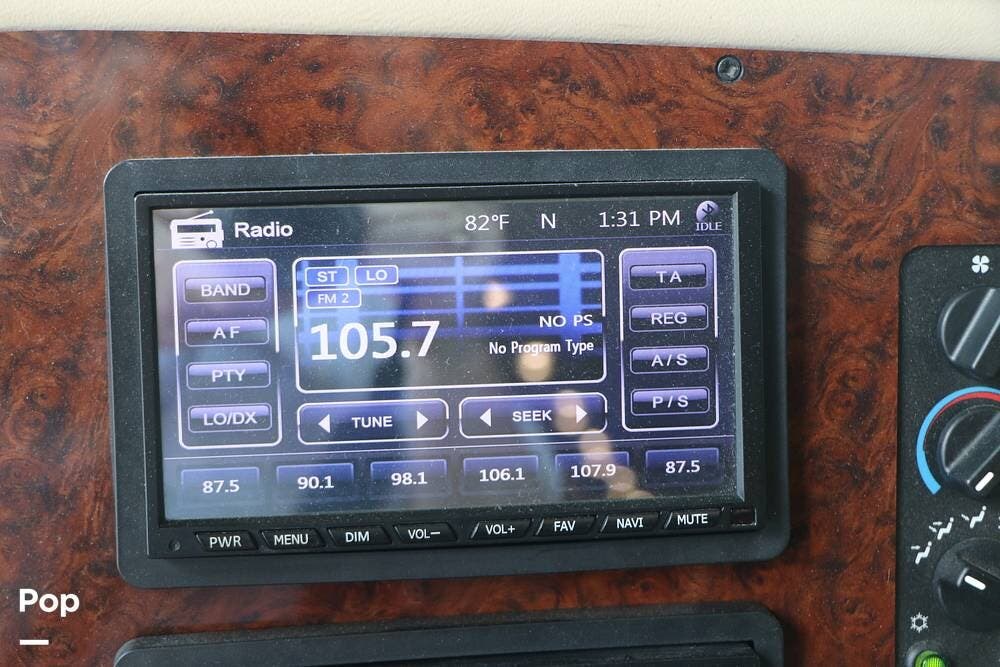 Radio
82°F N 1:31 PM
IDLE
BAND
AF
PTY
LO/DX
ST LO
FM 2
105.7
NO PS
No Program Type
TUNE
SEEK
TA
REG
A/S
P/S
87.5 90.1 98.1 106.1 107.9 87.5
PWR MENU DIM VOL− VOL+ FAV NAVI MUTE
Pop